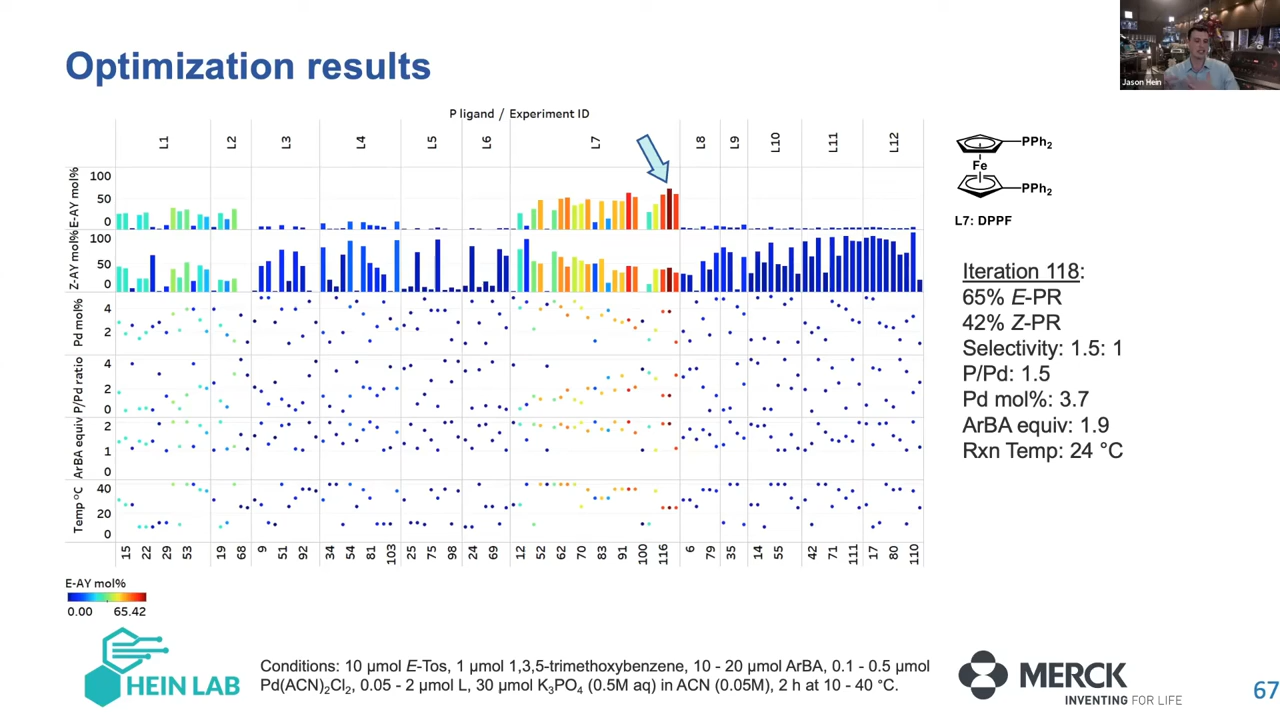 Optimization results
Jason Hein
P ligand / Experiment ID
L1 L2 L3 L4 L5 L6 L7 L8 L9 L10 L11 L12
E-AY mol%
100
50
0
Z-AY mol%
100
50
0
Pd mol%
4
2
P/Pd ratio
4
2
0
ArBA equiv
2
1
0
Temp °C
40
20
0
15 22 29 53 19 68 9 51 92 34 54 81 103 25 75 98 24 69 12 52 62 70 83 91 100 116 6 79 35 14 55 42 71 111 17 80 110
E-AY mol%
0.00 65.42
PPh₂
Fe
PPh₂
L7: DPPF
Iteration 118:
65% E-PR
42% Z-PR
Selectivity: 1.5: 1
P/Pd: 1.5
Pd mol%: 3.7
ArBA equiv: 1.9
Rxn Temp: 24 °C
HEIN LAB
Conditions: 10 µmol E-Tos, 1 µmol 1,3,5-trimethoxybenzene, 10 - 20 µmol ArBA, 0.1 - 0.5 µmol
Pd(ACN)₂Cl₂, 0.05 - 2 µmol L, 30 µmol K₃PO₄ (0.5M aq) in ACN (0.05M), 2 h at 10 - 40 °C.
MERCK
INVENTING FOR LIFE
67